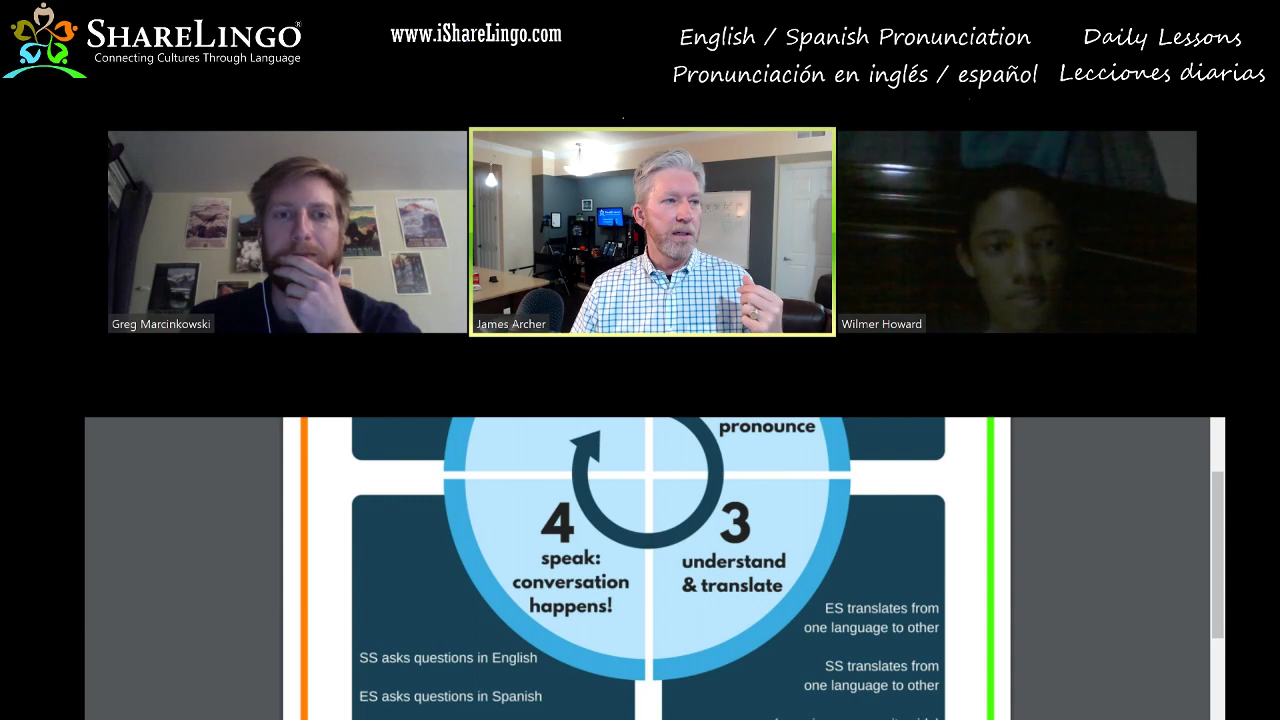 SHARELINGO®
Connecting Cultures Through Language
www.iShareLingo.com
English / Spanish Pronunciation
Pronunciación en inglés / español
Daily Lessons
Lecciones diarias
Greg Marcinkowski
James Archer
Wilmer Howard
pronounce
4
speak:
conversation
happens!
3
understand
& translate
ES translates from
one language to other
SS translates from
one language to other
SS asks questions in English
ES asks questions in Spanish